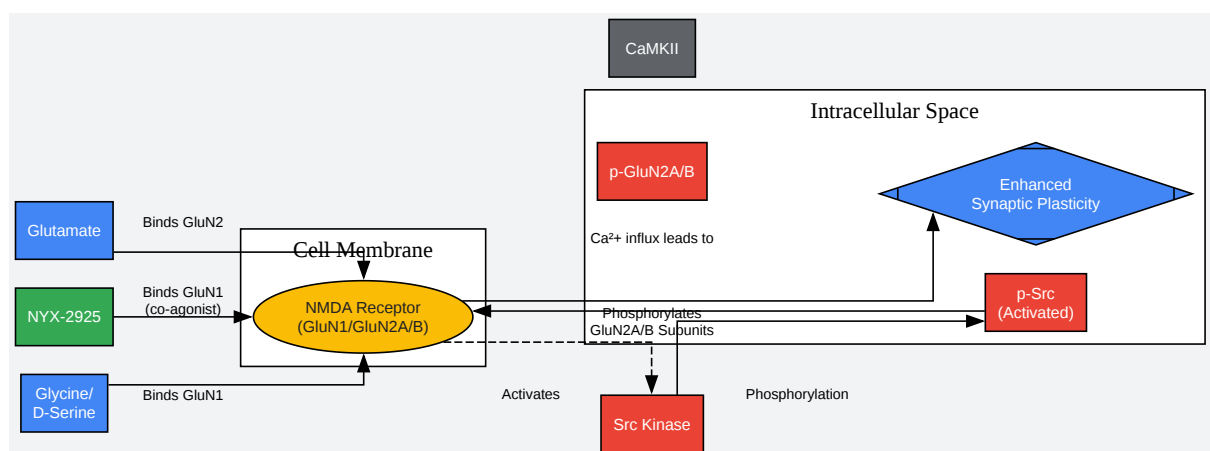 CaMKII
Intracellular Space
p-GluN2A/B
Enhanced
Synaptic Plasticity
Glutamate
Binds GluN2
Ca²+ influx leads to
Cell Membrane
NYX-2925
Binds GluN1
(co-agonist)
NMDA Receptor
(GluN1/GluN2A/B)
p-Src
(Activated)
Phosphorylates
GluN2A/B Subunits
Glycine/
D-Serine
Binds GluN1
Activates
Phosphorylation
Src Kinase